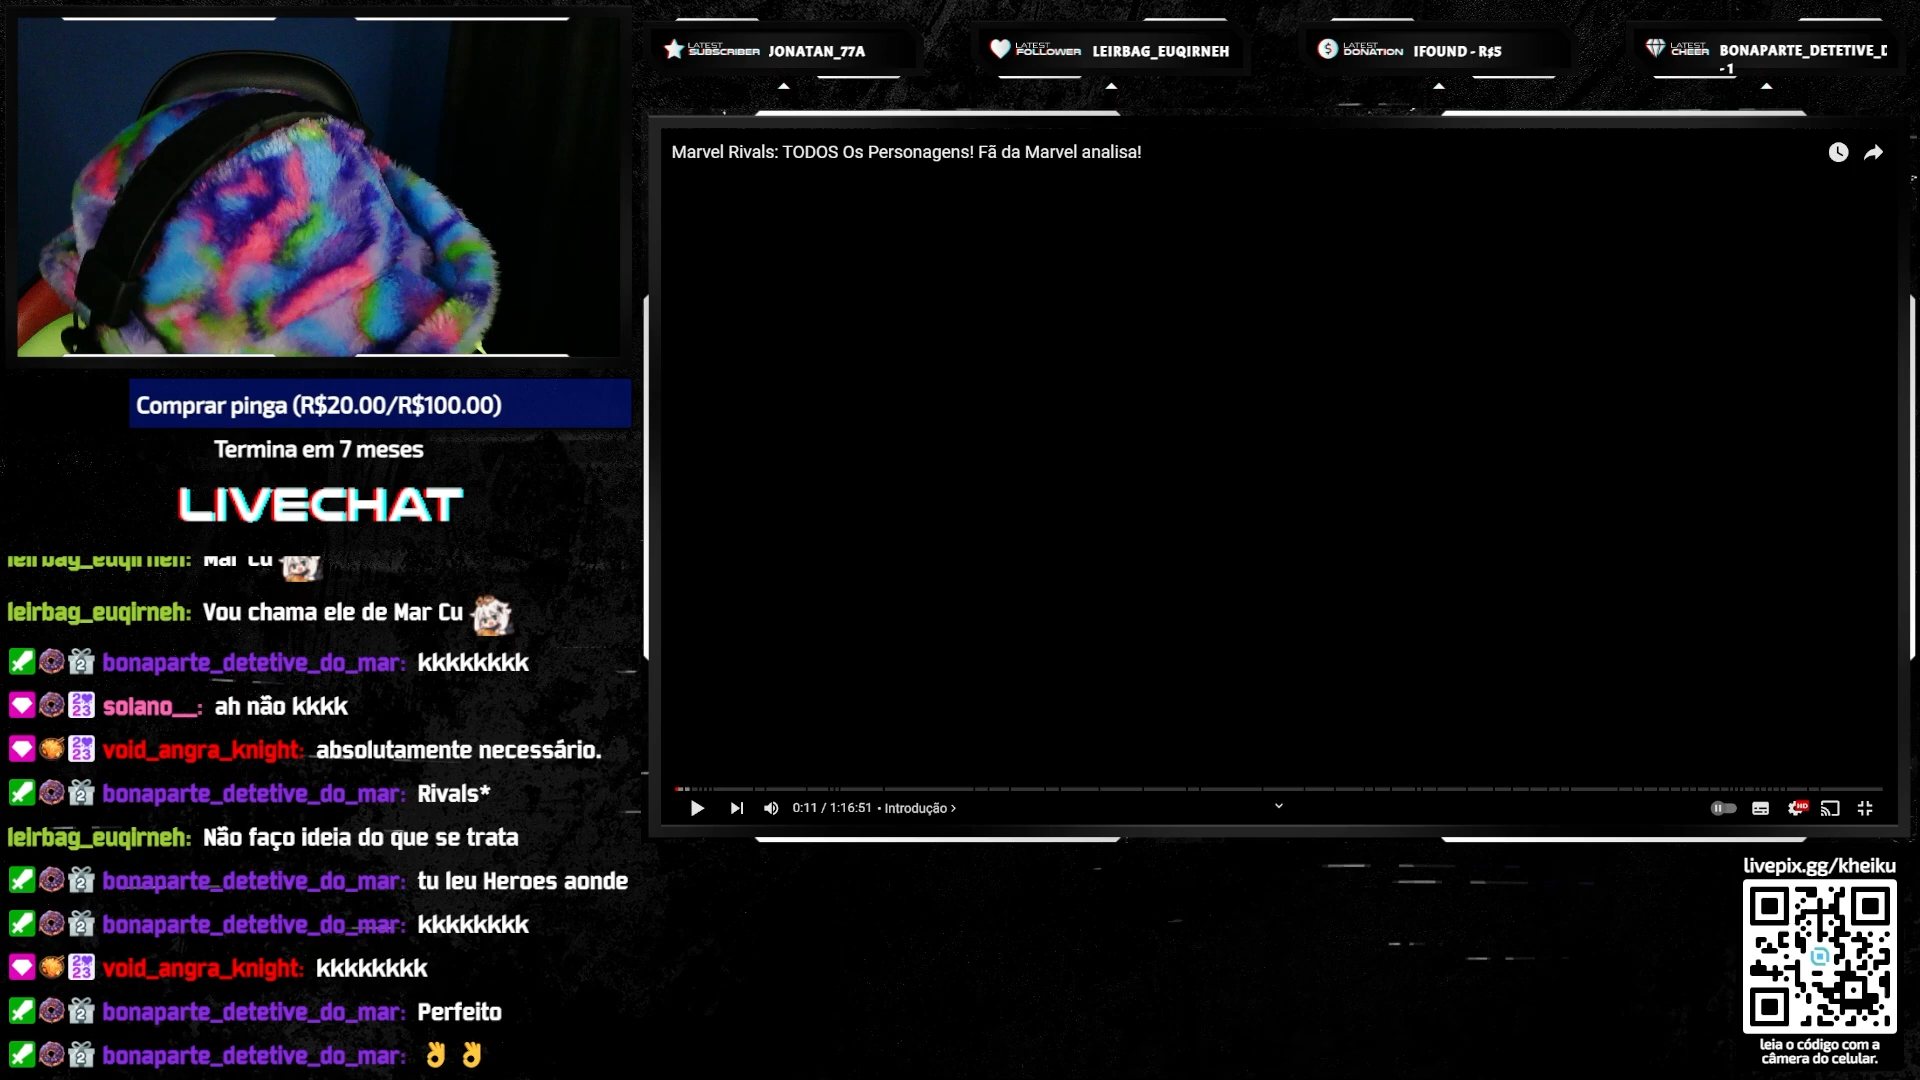 LATEST SUBSCRIBER JONATAN_77A
LATEST FOLLOWER LEIRBAG_EUQIRNEH
LATEST DONATION IFOUND - R$5
LATEST CHEER BONAPARTE_DETETIVE_D
- 1
Marvel Rivals: TODOS Os Personagens! Fã da Marvel analisa!
Comprar pinga (R$20.00/R$100.00)
Termina em 7 meses
LIVECHAT
leirbag_euqirneh: Mar Cu
leirbag_euqirneh: Vou chama ele de Mar Cu
bonaparte_detetive_do_mar: kkkkkkkk
solano__: ah não kkkk
void_angra_knight: absolutamente necessário.
bonaparte_detetive_do_mar: Rivals*
leirbag_euqirneh: Não faço ideia do que se trata
bonaparte_detetive_do_mar: tu leu Heroes aonde
bonaparte_detetive_do_mar: kkkkkkkk
void_angra_knight: kkkkkkkk
bonaparte_detetive_do_mar: Perfeito
bonaparte_detetive_do_mar: 👌 👌
0:11 / 1:16:51 • Introdução
HD
livepix.gg/kheiku
leia o código com a
câmera do celular.